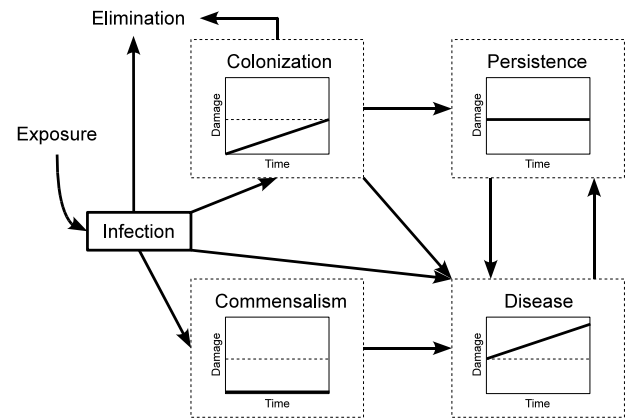 Elimination
Colonization
Damage
Time
Persistence
Damage
Time
Exposure
Infection
Commensalism
Damage
Time
Disease
Damage
Time